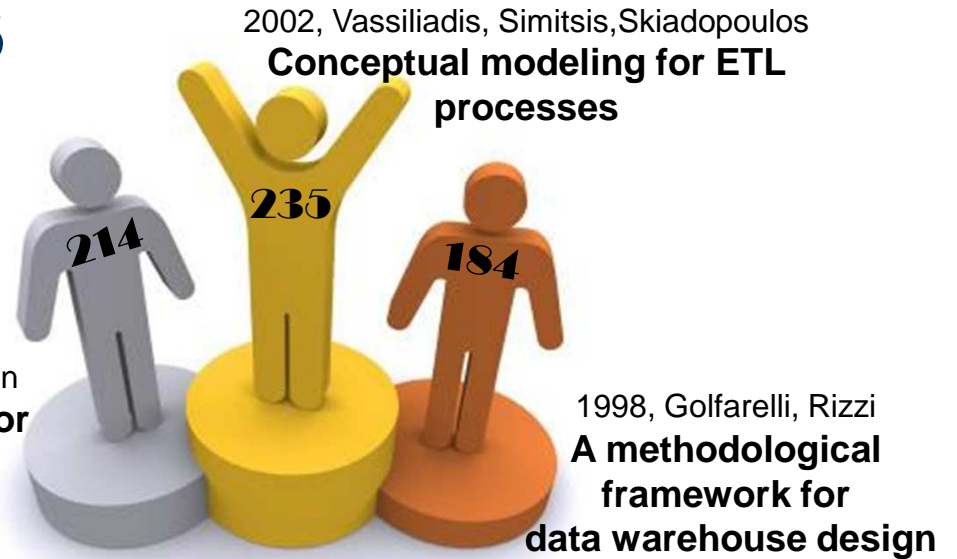 2002, Vassiliadis, Simitsis,Skiadopoulos
Conceptual modeling for ETL
processes
235
214
184
1998, Golfarelli, Rizzi
A methodological
framework for
data warehouse design